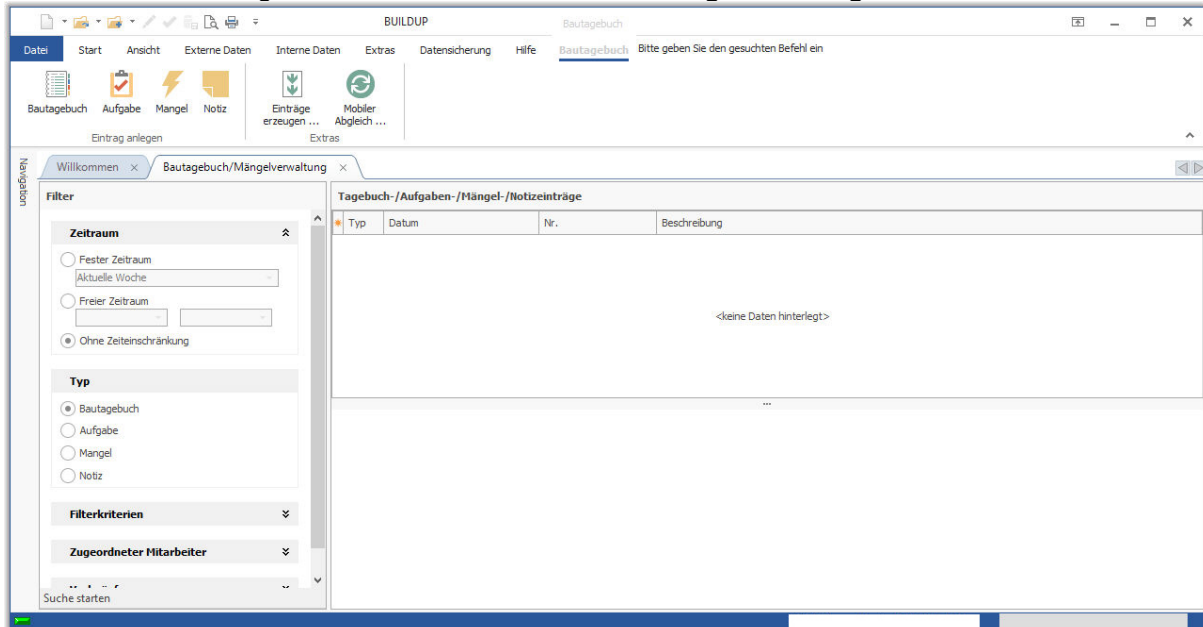 BUILDUP
Bautagebuch
Datei Start Ansicht Externe Daten Interne Daten Extras Datensicherung Hilfe Bautagebuch Bitte geben Sie den gesuchten Befehl ein
Bautagebuch Aufgabe Mangel Notiz Einträge erzeugen ... Mobiler Abgleich ...
Eintrag anlegen Extras
Navigation
Willkommen Bautagebuch/Mängelverwaltung
Filter
Tagebuch-/Aufgaben-/Mängel-/Notizeinträge
Typ Datum Nr. Beschreibung
<keine Daten hinterlegt>
Zeitraum
Fester Zeitraum
Aktuelle Woche
Freier Zeitraum
Ohne Zeiteinschränkung
Typ
Bautagebuch
Aufgabe
Mangel
Notiz
Filterkriterien
Zugeordneter Mitarbeiter
Suche starten